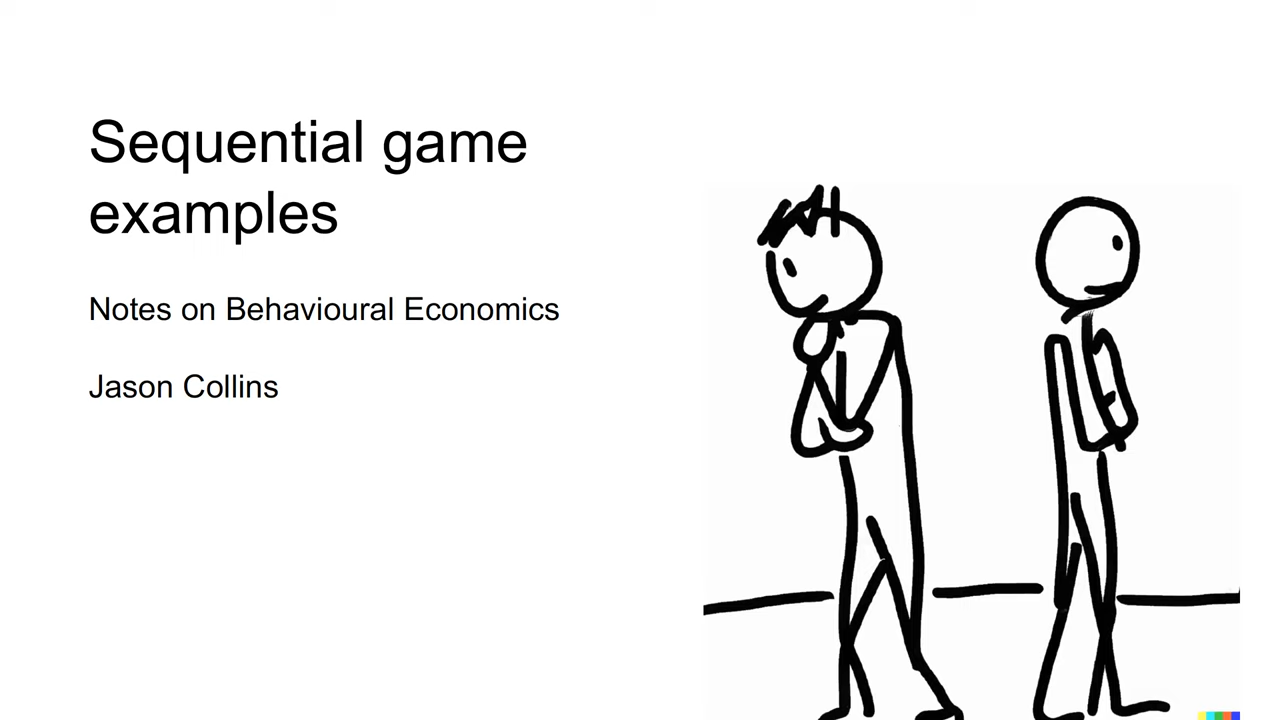 Sequential game
examples
Notes on Behavioural Economics
Jason Collins